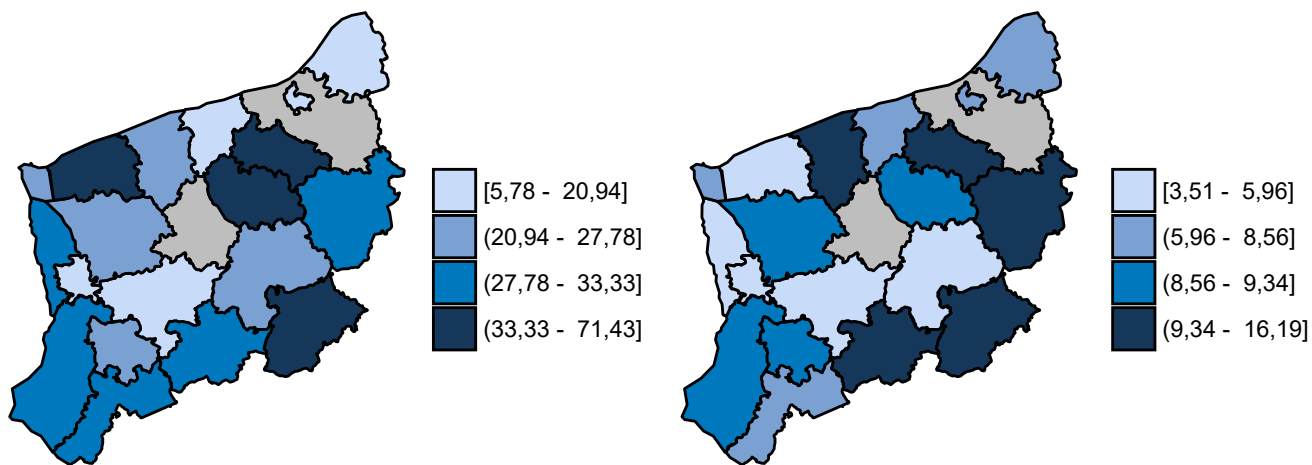 [5,78 - 20,94]
(20,94 - 27,78]
(27,78 - 33,33]
(33,33 - 71,43]
[3,51 - 5,96]
(5,96 - 8,56]
(8,56 - 9,34]
(9,34 - 16,19]